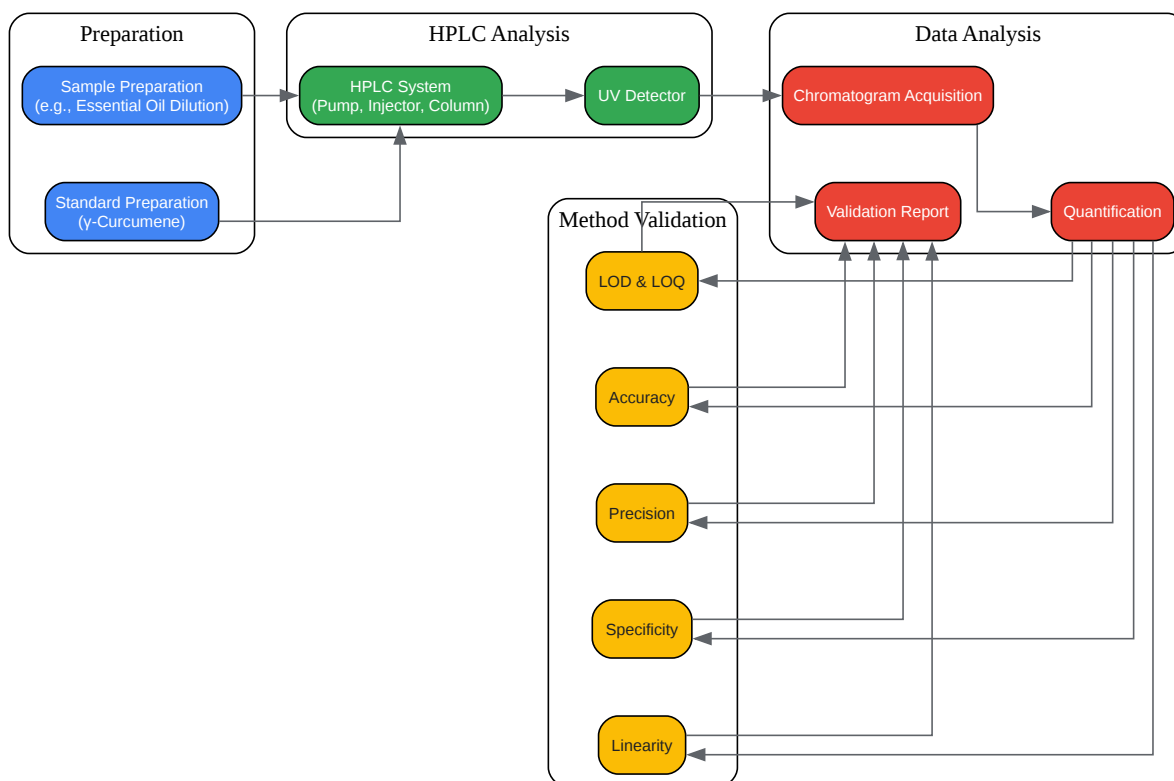 Preparation
Sample Preparation
(e.g., Essential Oil Dilution)
Standard Preparation
(γ-Curcumene)
HPLC Analysis
HPLC System
(Pump, Injector, Column)
UV Detector
Data Analysis
Chromatogram Acquisition
Validation Report
Quantification
Method Validation
LOD & LOQ
Accuracy
Precision
Specificity
Linearity